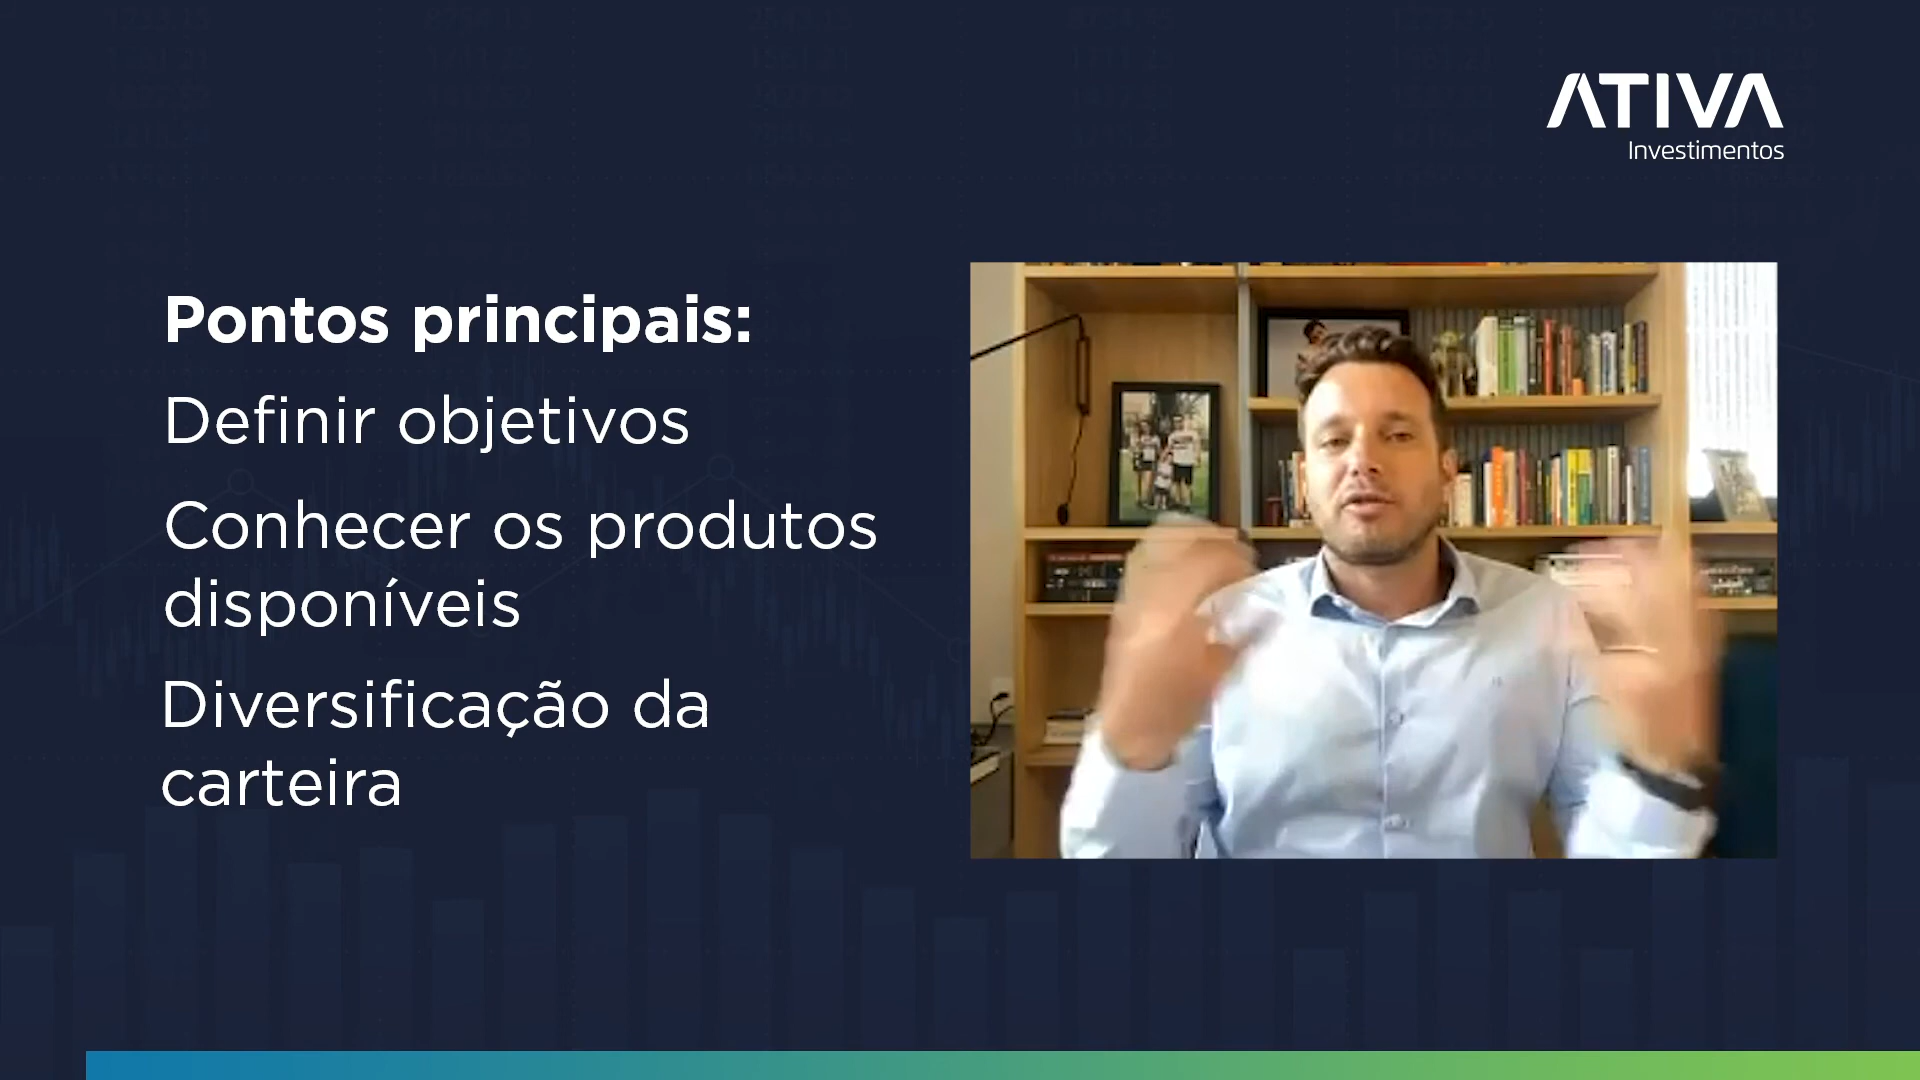 ATIVA
Investimentos
Pontos principais:
Definir objetivos
Conhecer os produtos
disponíveis
Diversificação da
carteira